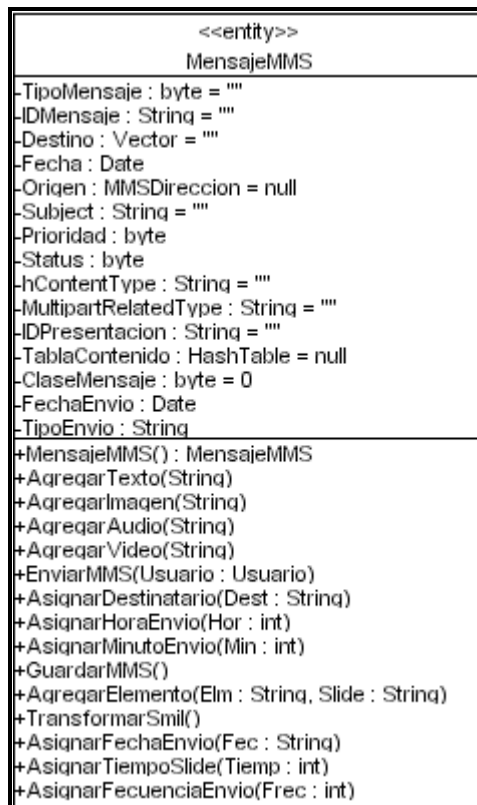 <<entity>>
MensajeMMS
-TipoMensaje : byte = ""
-IDMensaje : String = ""
-Destino : Vector = ""
-Fecha : Date
-Origen : MMSDireccion = null
-Subject : String = ""
-Prioridad : byte
-Status : byte
-hContentType : String = ""
-MultipartRelatedType : String = ""
-IDPresentacion : String = ""
-TablaContenido : HashTable = null
-ClaseMensaje : byte = 0
-FechaEnvio : Date
-TipoEnvio : String
+MensajeMMS() : MensajeMMS
+AgregarTexto(String)
+AgregarImagen(String)
+AgregarAudio(String)
+AgregarVideo(String)
+EnviarMMS(Usuario : Usuario)
+AsignarDestinatario(Dest : String)
+AsignarHoraEnvio(Hor : int)
+AsignarMinutoEnvio(Min : int)
+GuardarMMS()
+AgregarElemento(Elm : String, Slide : String)
+TransformarSmil()
+AsignarFechaEnvio(Fec : String)
+AsignarTiempoSlide(Tiemp : int)
+AsignarFecuenciaEnvio(Frec : int)